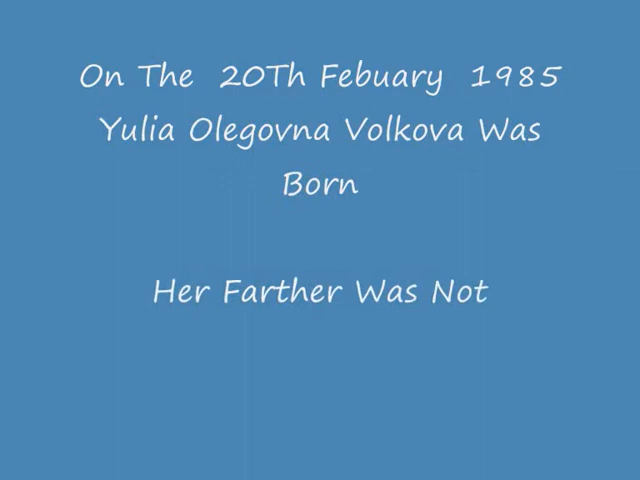 On The 20Th Febuary 1985
Yulia Olegovna Volkova Was
Born
Her Farther Was Not